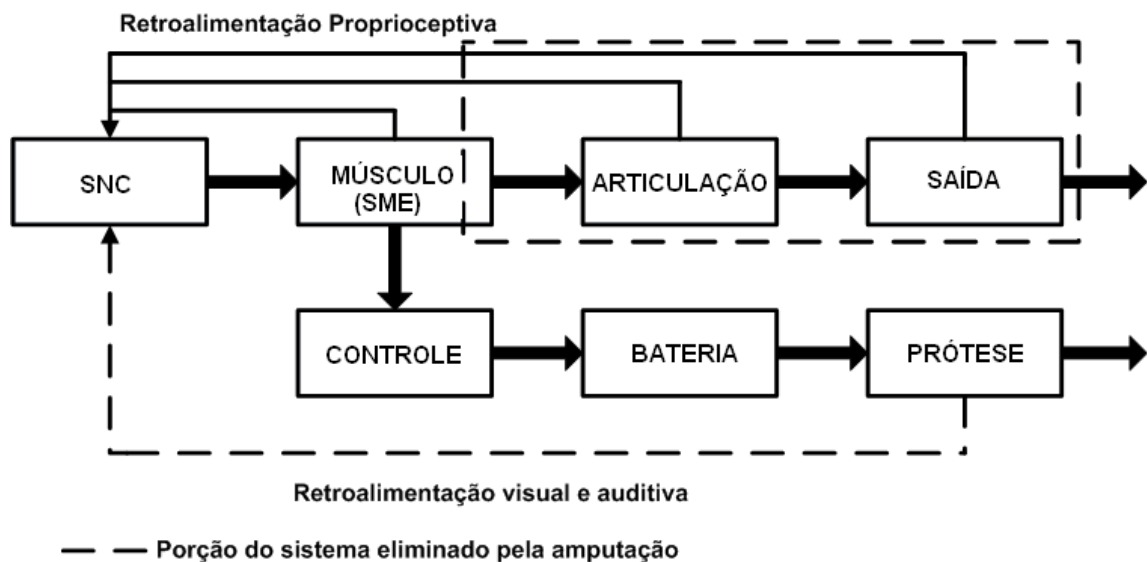 Retroalimentação Proprioceptiva
SNC
MÚSCULO
(SME)
ARTICULAÇÃO
SAÍDA
CONTROLE
BATERIA
PRÓTESE
Retroalimentação visual e auditiva
Porção do sistema eliminado pela amputação